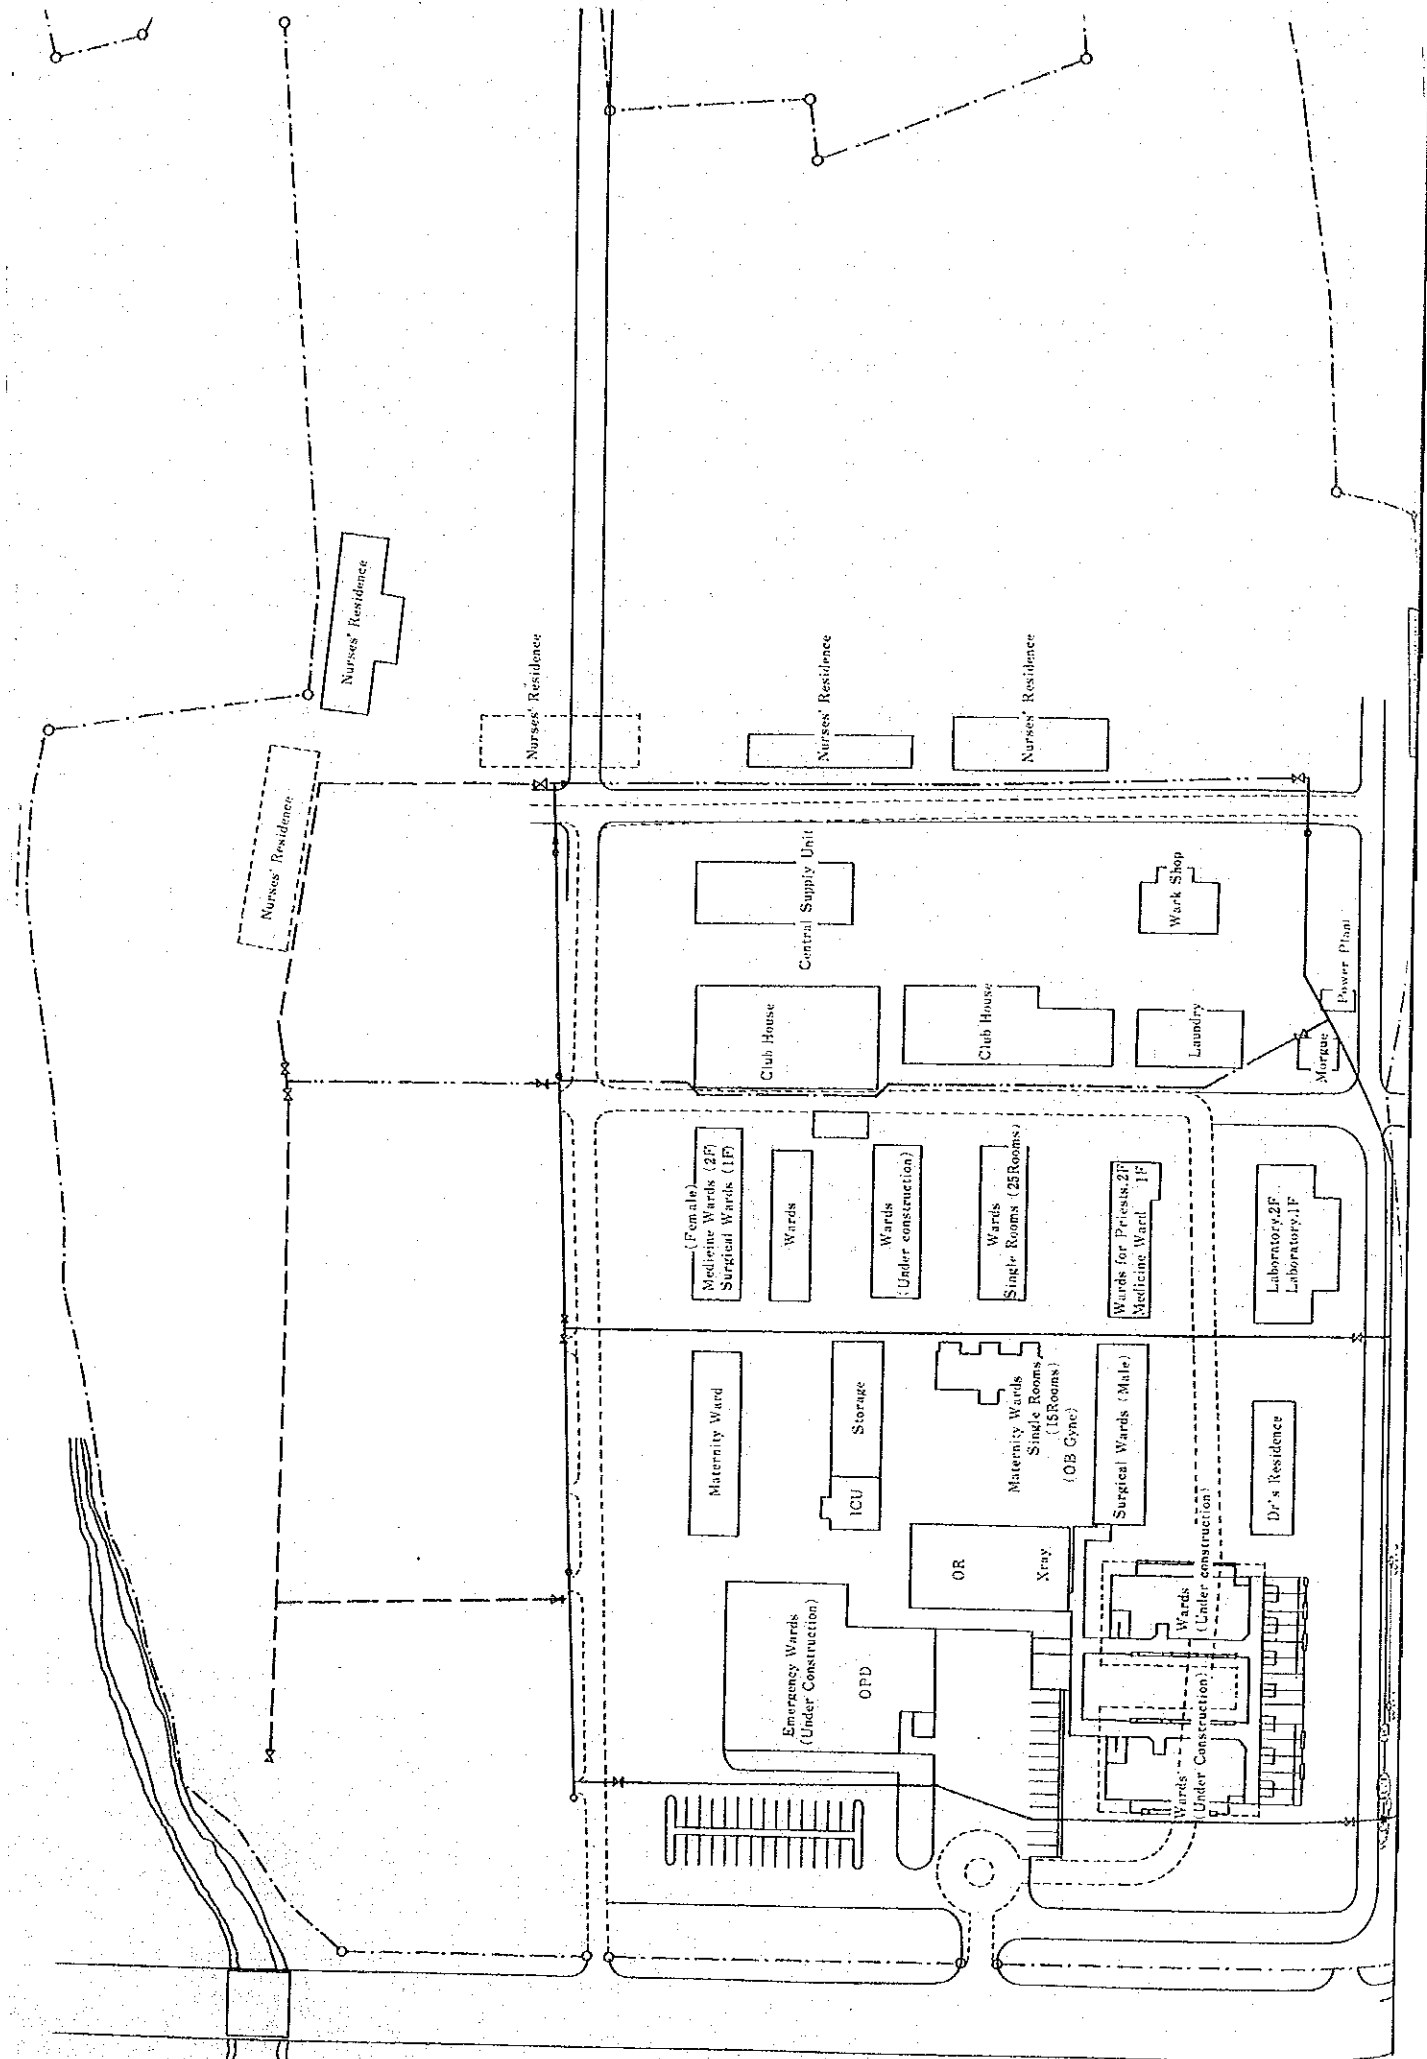 Nurses' Residence
Nurses' Residence
Nurses' Residence
Nurses' Residence
Nurses' Residence
Central Supply Unit
Wark Shop
Club House
Club House
Laundry
Morgue
Power Plant
(Female)
Medicine Wards (2F)
Surgical Wards (1F)
Wards
Wards
(Under construction)
Wards
Single Rooms (25Rooms)
Wards for Priests.2F
Medicine Ward 1F
Laboratory.2F
Laboratory.1F
Maternity Ward
Storage
ICU
Maternity Wards
Single Rooms
(15Rooms)
(OB Gyne)
Surgical Wards (Male)
Dr's Residence
OR
Xray
Emergency Wards
(Under Construction)
OPD
Wards
(Under construction)
Wards
(Under Construction)